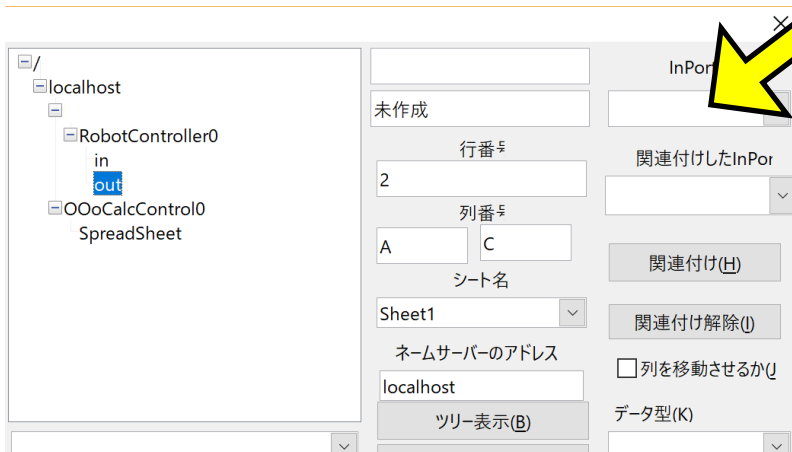 /
localhost
RobotController0
in
out
OOoCalcControl0
SpreadSheet
未作成
行番号
2
列番号
A
C
シート名
Sheet1
ネームサーバーのアドレス
localhost
ツリー表示(B)
InPor
関連付けしたInPor
関連付け(H)
関連付け解除(I)
列を移動させるか(J
データ型(K)